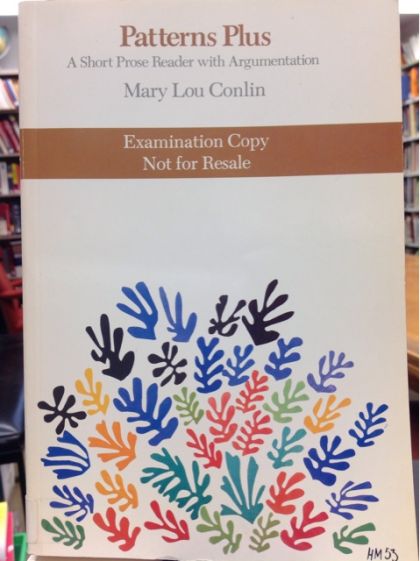 Patterns Plus
A Short Prose Reader with Argumentation
Mary Lou Conlin
Examination Copy
Not for Resale
HM 53